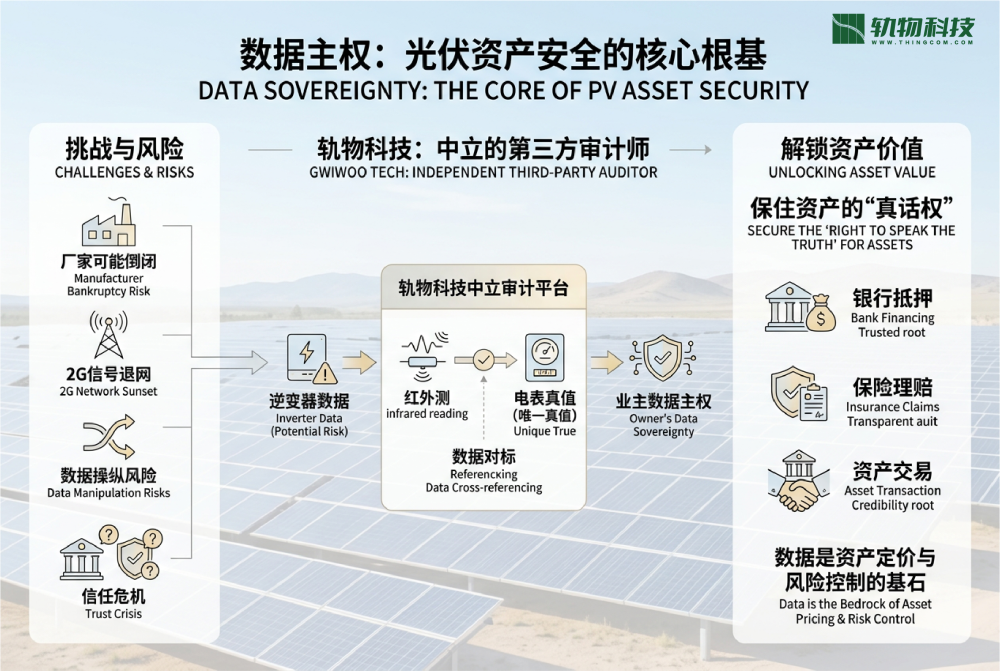 轨物科技
WWW.THINGCOM.COM
数据主权：光伏资产安全的核心根基
DATA SOVEREIGNTY: THE CORE OF PV ASSET SECURITY
挑战与风险
CHALLENGES & RISKS
厂家可能倒闭
Manufacturer
Bankruptcy Risk
2G信号退网
2G Network Sunset
数据操纵风险
Data Manipulation Risks
信任危机
Trust Crisis
轨物科技：中立的第三方审计师
GWIWOO TECH: INDEPENDENT THIRD-PARTY AUDITOR
逆变器数据
Inverter Data
(Potential Risk)
轨物科技中立审计平台
红外测
infrared reading
电表真值
(唯一真值)
Unique True
数据对标
Referencxing
Data Cross-referencing
业主数据主权
Owner's Data
Sovereignty
解锁资产价值
UNLOCKING ASSET VALUE
保住资产的“真话权”
SECURE THE ‘RIGHT TO SPEAK THE
TRUTH’ FOR ASSETS
银行抵押
Bank Financing
Trusted root
保险理赔
Insurance Claims
Transparent auit
资产交易
Asset Transaction
Credibility root
数据是资产定价与
风险控制的基石
Data is the Bedrock of Asset
Pricing & Risk Control